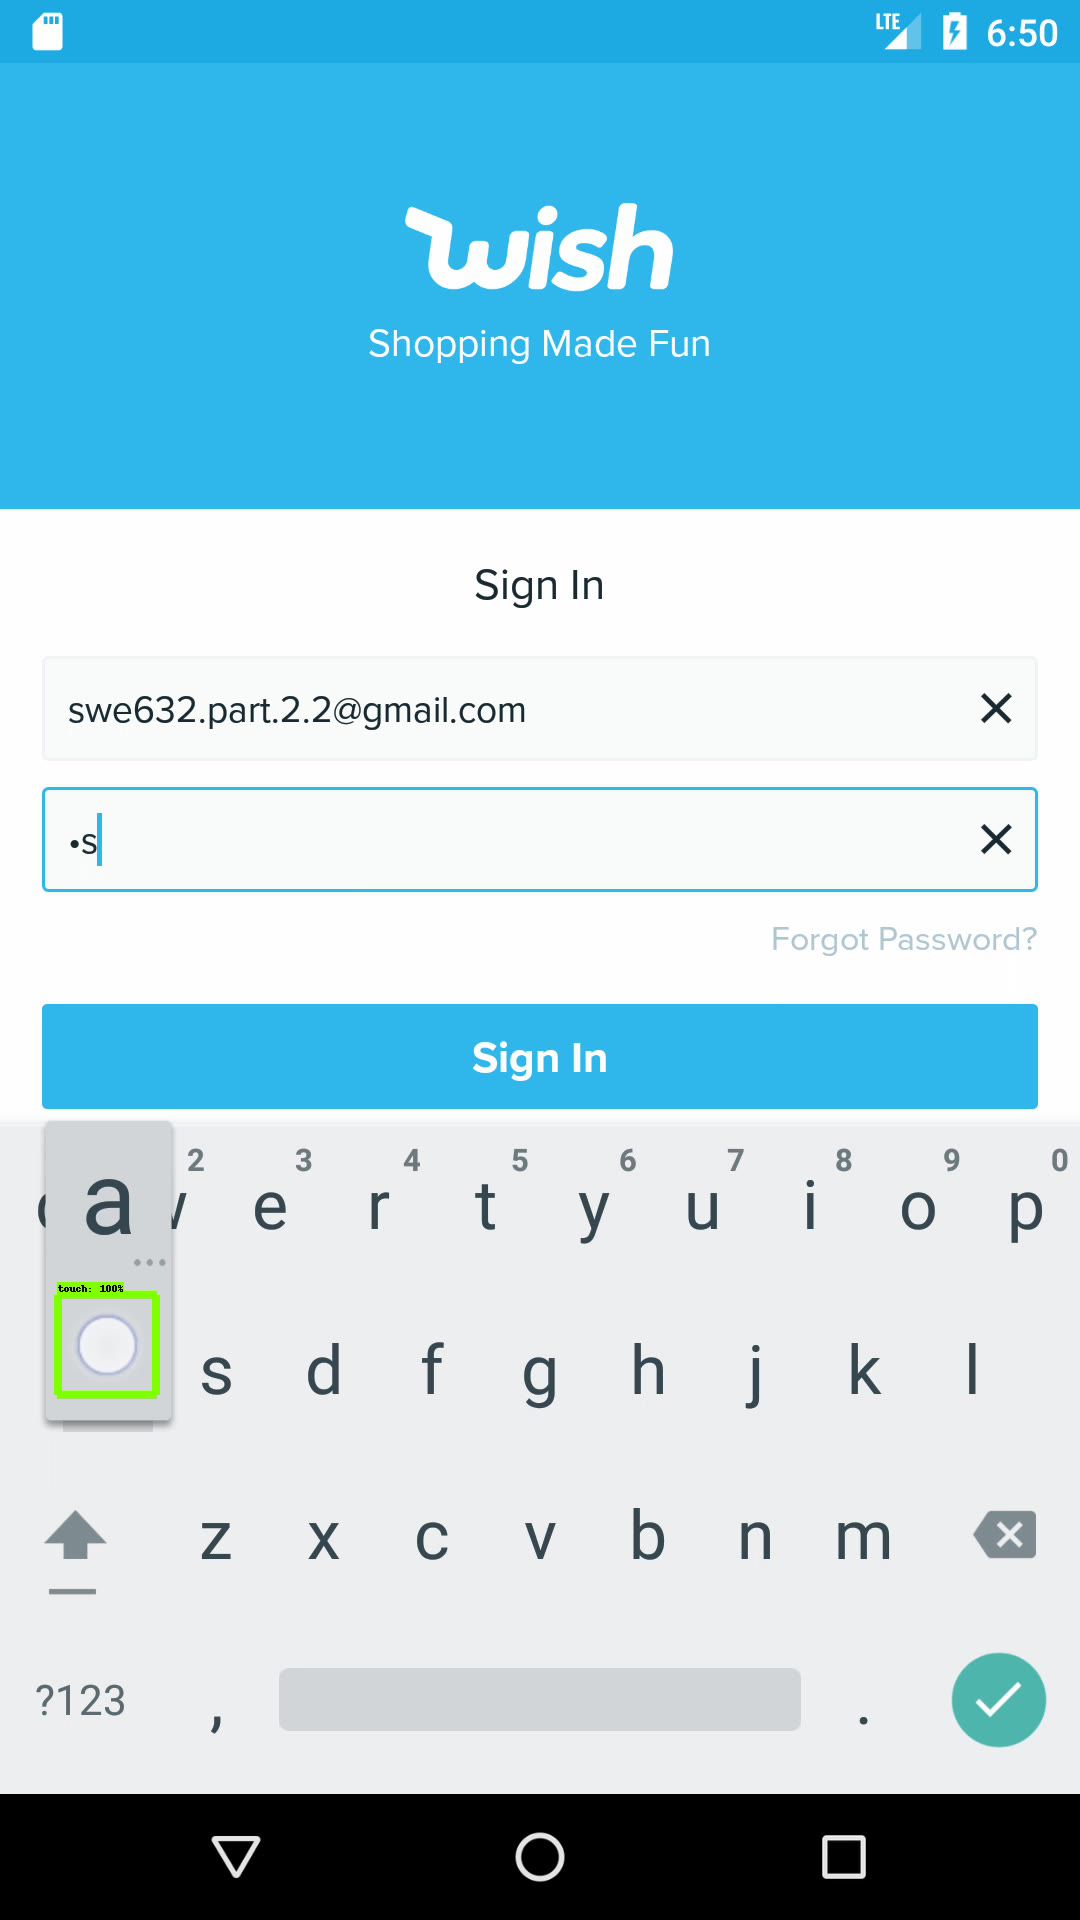 LTE 6:50
wish
Shopping Made Fun
Sign In
swe632.part.2.2@gmail.com
•s
Forgot Password?
Sign In
2 3 4 5 6 7 8 9 0
a e r t y u i o p
touch: 100%
s d f g h j k l
z x c v b n m
?123 , .